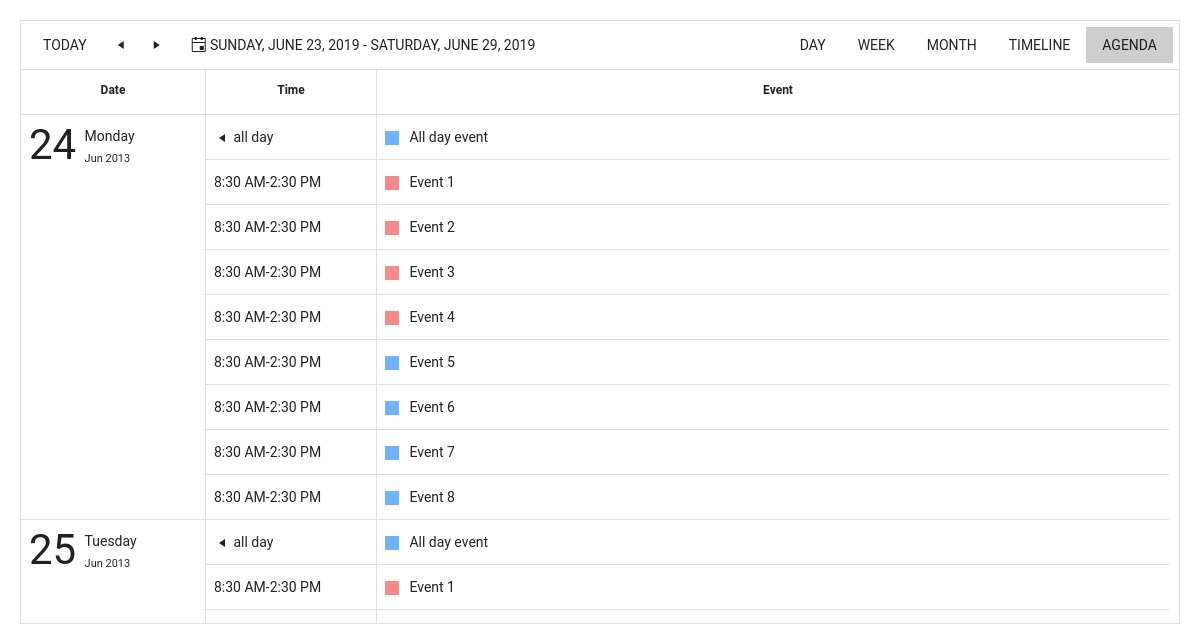 TODAY SUNDAY, JUNE 23, 2019 - SATURDAY, JUNE 29, 2019 DAY WEEK MONTH TIMELINE AGENDA
Date Time Event
24 Monday all day All day event
Jun 2013
8:30 AM-2:30 PM Event 1
8:30 AM-2:30 PM Event 2
8:30 AM-2:30 PM Event 3
8:30 AM-2:30 PM Event 4
8:30 AM-2:30 PM Event 5
8:30 AM-2:30 PM Event 6
8:30 AM-2:30 PM Event 7
8:30 AM-2:30 PM Event 8
25 Tuesday all day All day event
Jun 2013
8:30 AM-2:30 PM Event 1